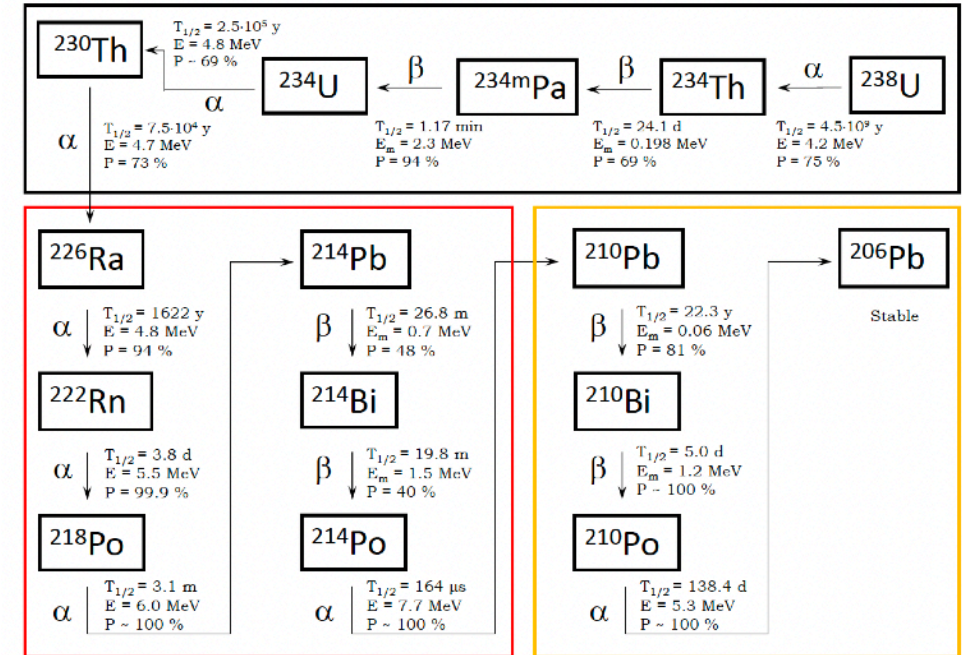 T₁/₂ = 2.5·10⁵ y
E = 4.8 MeV
P ~ 69 %
²³⁰Th
α
²³⁴U
β
²³⁴ᵐPa
β
²³⁴Th
α
²³⁸U
α
T₁/₂ = 7.5·10⁴ y
E = 4.7 MeV
P = 73 %
T₁/₂ = 1.17 min
Eₘ = 2.3 MeV
P = 94 %
T₁/₂ = 24.1 d
Eₘ = 0.198 MeV
P = 69 %
T₁/₂ = 4.5·10⁹ y
E = 4.2 MeV
P = 75 %
²²⁶Ra
α
T₁/₂ = 1622 y
E = 4.8 MeV
P = 94 %
²²²Rn
α
T₁/₂ = 3.8 d
E = 5.5 MeV
P = 99.9 %
²¹⁸Po
α
T₁/₂ = 3.1 m
E = 6.0 MeV
P ~ 100 %
²¹⁴Pb
β
T₁/₂ = 26.8 m
Eₘ = 0.7 MeV
P = 48 %
²¹⁴Bi
β
T₁/₂ = 19.8 m
Eₘ = 1.5 MeV
P = 40 %
²¹⁴Po
α
T₁/₂ = 164 µs
E = 7.7 MeV
P ~ 100 %
²¹⁰Pb
β
T₁/₂ = 22.3 y
Eₘ = 0.06 MeV
P = 81 %
²¹⁰Bi
β
T₁/₂ = 5.0 d
Eₘ = 1.2 MeV
P ~ 100 %
²¹⁰Po
α
T₁/₂ = 138.4 d
E = 5.3 MeV
P ~ 100 %
²⁰⁶Pb
Stable